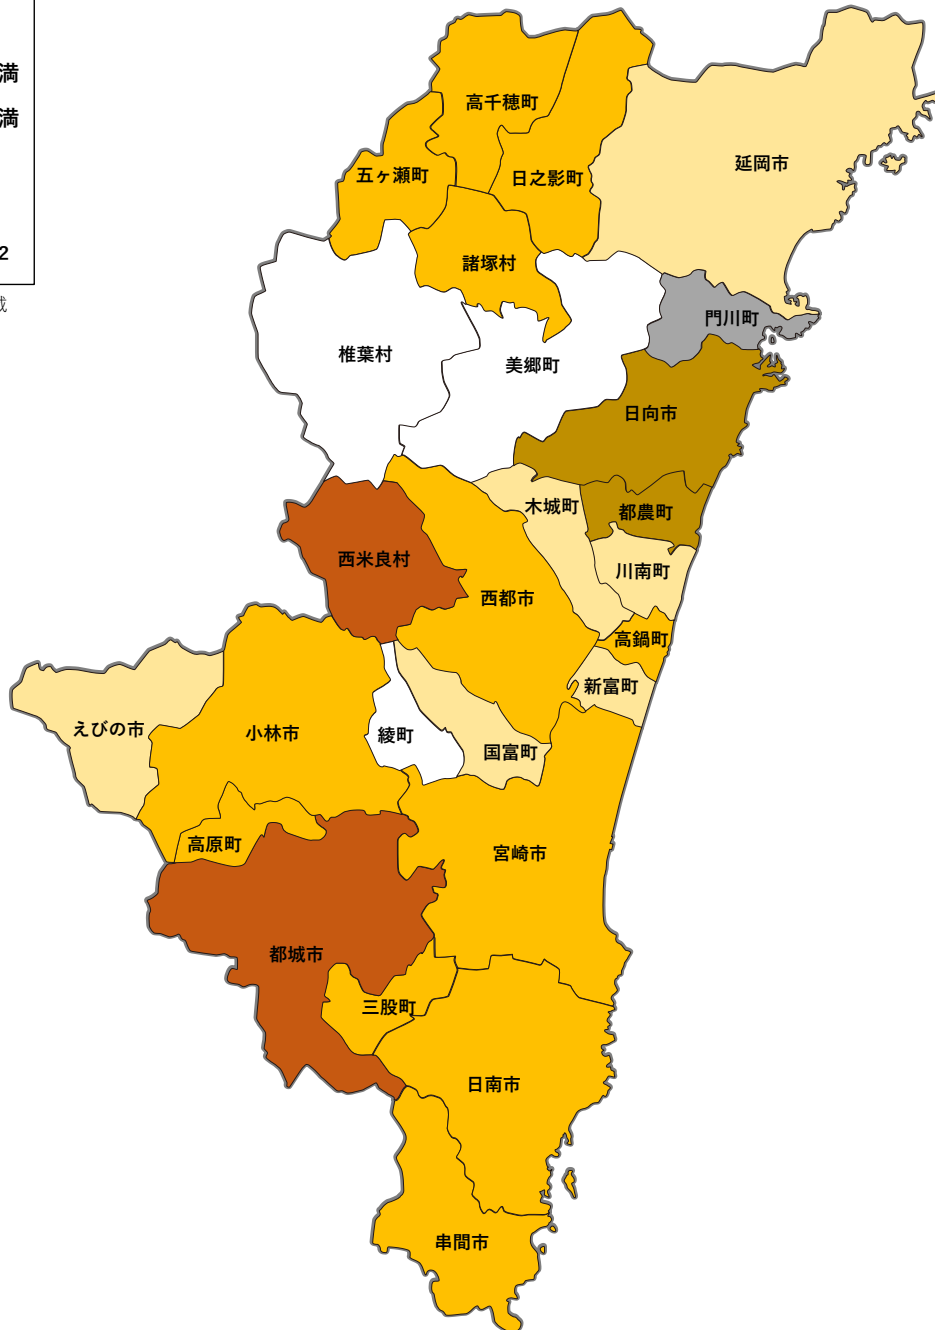 満
満
2
高千穂町
延岡市
五ヶ瀬町
日之影町
諸塚村
門川町
椎葉村
美郷町
日向市
木城町
都農町
西米良村
川南町
西都市
高鍋町
新富町
えびの市
小林市
綾町
国富町
高原町
宮崎市
都城市
三股町
日南市
串間市